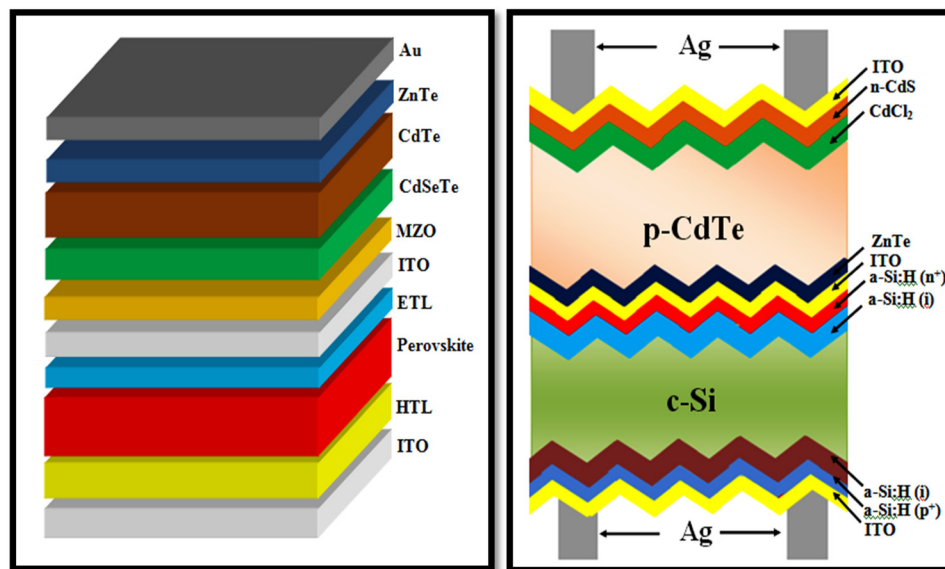 Au
ZnTe
CdTe
CdSeTe
MZO
ITO
ETL
Perovskite
HTL
ITO
Ag
ITO
n-CdS
CdCl₂
p-CdTe
ZnTe
ITO
a-Si:H (n⁺)
a-Si:H (i)
c-Si
a-Si:H (i)
a-Si:H (p⁺)
ITO
Ag